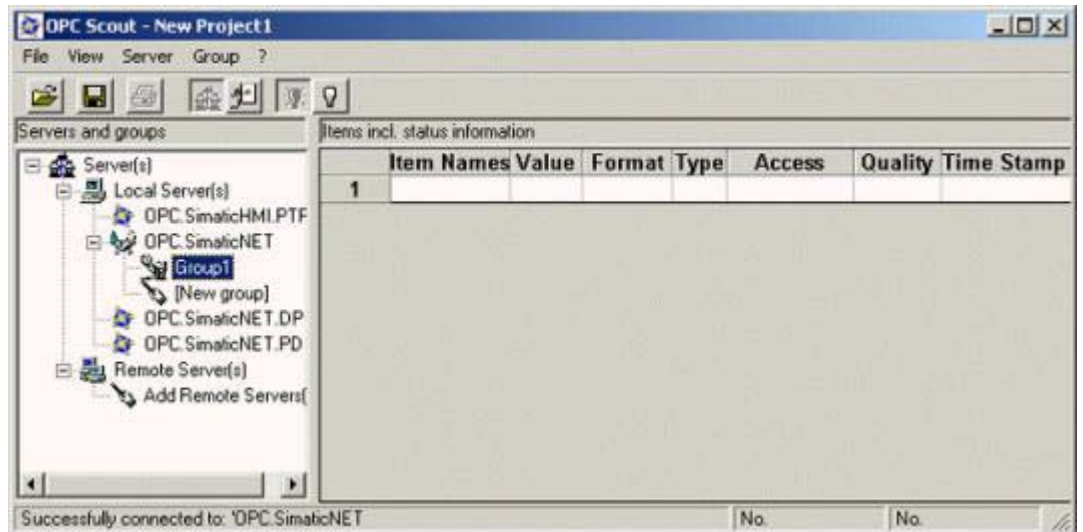 OPC Scout - New Project1
File View Server Group ?
Servers and groups
Items incl. status information
Server(s)
Local Server(s)
OPC.SimaticHMI.PTF
OPC.SimaticNET
Group1
[New group]
OPC.SimaticNET.DP
OPC.SimaticNET.PD
Remote Server(s)
Add Remote Servers(
Item Names Value Format Type Access Quality Time Stamp
1
Successfully connected to: 'OPC.SimaticNET
No.
No.